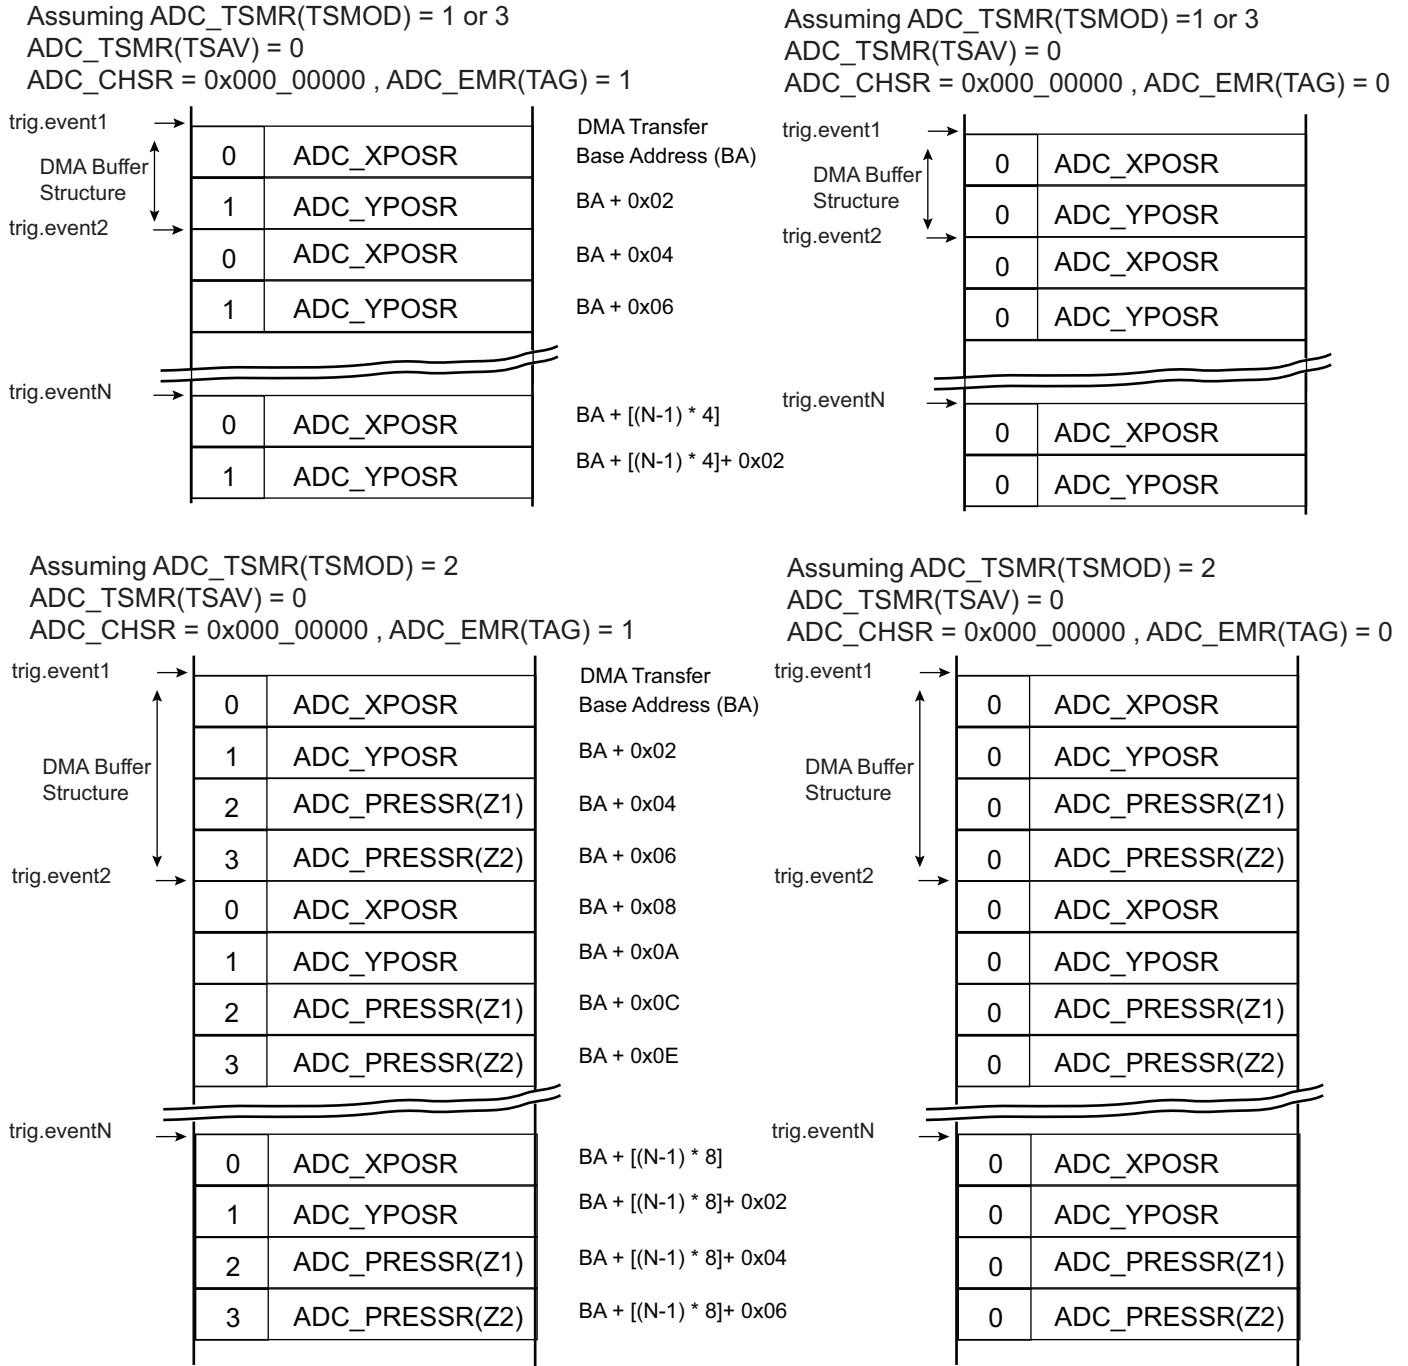 Assuming ADC_TSMR(TSMOD) = 1 or 3
ADC_TSMR(TSAV) = 0
ADC_CHSR = 0x000_00000 , ADC_EMR(TAG) = 1
trig.event1
DMA Transfer
0 ADC_XPOSR Base Address (BA)
DMA Buffer
Structure
1 ADC_YPOSR BA + 0x02
trig.event2
0 ADC_XPOSR BA + 0x04
1 ADC_YPOSR BA + 0x06
trig.eventN
0 ADC_XPOSR BA + [(N-1) * 4]
1 ADC_YPOSR BA + [(N-1) * 4]+ 0x02
Assuming ADC_TSMR(TSMOD) =1 or 3
ADC_TSMR(TSAV) = 0
ADC_CHSR = 0x000_00000 , ADC_EMR(TAG) = 0
trig.event1
0 ADC_XPOSR
DMA Buffer
Structure
0 ADC_YPOSR
trig.event2
0 ADC_XPOSR
0 ADC_YPOSR
trig.eventN
0 ADC_XPOSR
0 ADC_YPOSR
Assuming ADC_TSMR(TSMOD) = 2
ADC_TSMR(TSAV) = 0
ADC_CHSR = 0x000_00000 , ADC_EMR(TAG) = 1
trig.event1
DMA Transfer
0 ADC_XPOSR Base Address (BA)
1 ADC_YPOSR BA + 0x02
DMA Buffer
Structure
2 ADC_PRESSR(Z1) BA + 0x04
3 ADC_PRESSR(Z2) BA + 0x06
trig.event2
0 ADC_XPOSR BA + 0x08
1 ADC_YPOSR BA + 0x0A
2 ADC_PRESSR(Z1) BA + 0x0C
3 ADC_PRESSR(Z2) BA + 0x0E
trig.eventN
0 ADC_XPOSR BA + [(N-1) * 8]
1 ADC_YPOSR BA + [(N-1) * 8]+ 0x02
2 ADC_PRESSR(Z1) BA + [(N-1) * 8]+ 0x04
3 ADC_PRESSR(Z2) BA + [(N-1) * 8]+ 0x06
Assuming ADC_TSMR(TSMOD) = 2
ADC_TSMR(TSAV) = 0
ADC_CHSR = 0x000_00000 , ADC_EMR(TAG) = 0
trig.event1
0 ADC_XPOSR
0 ADC_YPOSR
DMA Buffer
Structure
0 ADC_PRESSR(Z1)
0 ADC_PRESSR(Z2)
trig.event2
0 ADC_XPOSR
0 ADC_YPOSR
0 ADC_PRESSR(Z1)
0 ADC_PRESSR(Z2)
trig.eventN
0 ADC_XPOSR
0 ADC_YPOSR
0 ADC_PRESSR(Z1)
0 ADC_PRESSR(Z2)